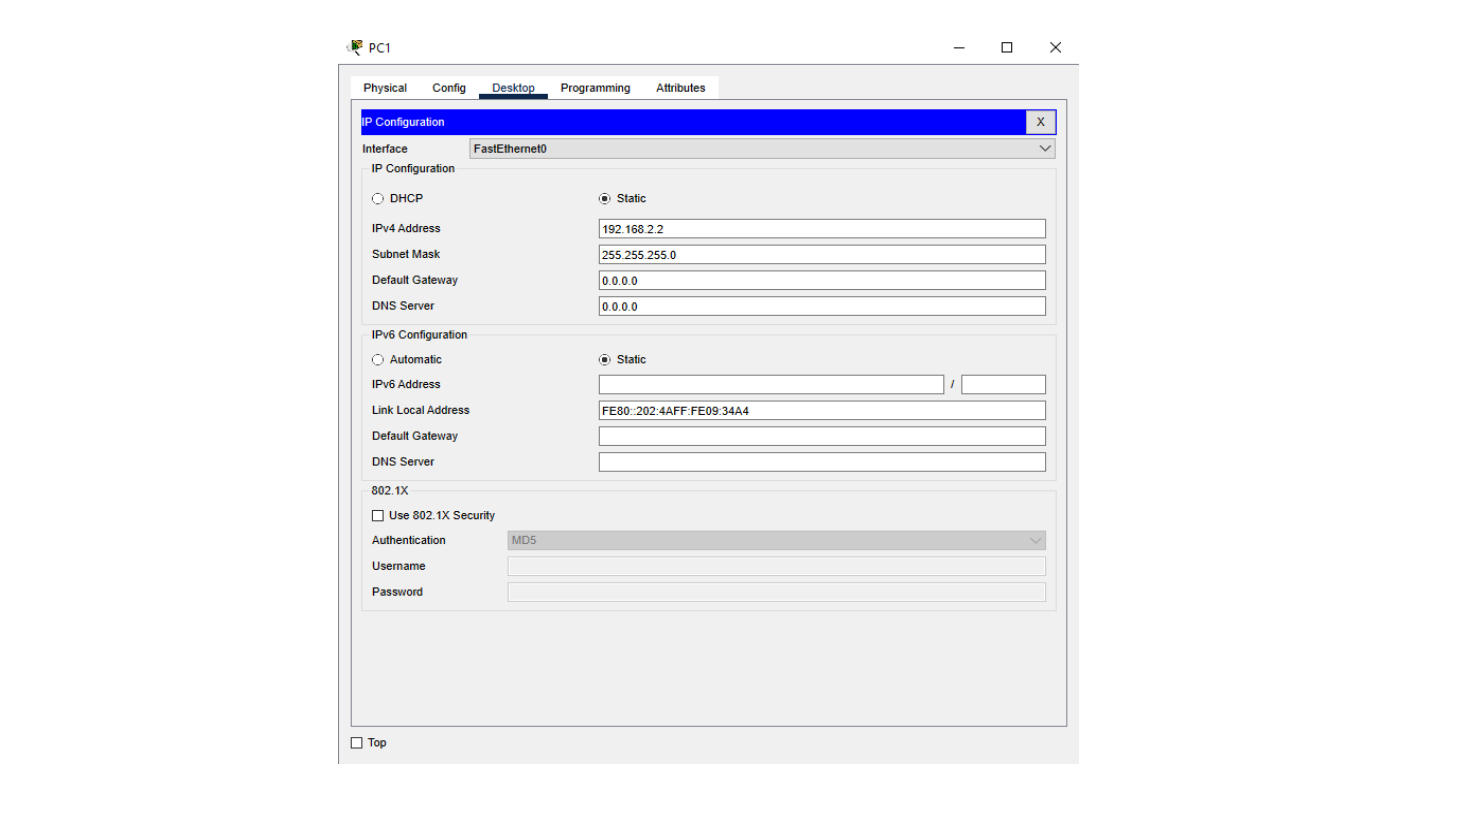 PC1
Physical Config Desktop Programming Attributes
IP Configuration X
Interface FastEthernet0
IP Configuration
DHCP Static
IPv4 Address 192.168.2.2
Subnet Mask 255.255.255.0
Default Gateway 0.0.0.0
DNS Server 0.0.0.0
IPv6 Configuration
Automatic Static
IPv6 Address /
Link Local Address FE80::202:4AFF:FE09:34A4
Default Gateway
DNS Server
802.1X
Use 802.1X Security
Authentication MD5
Username
Password
Top